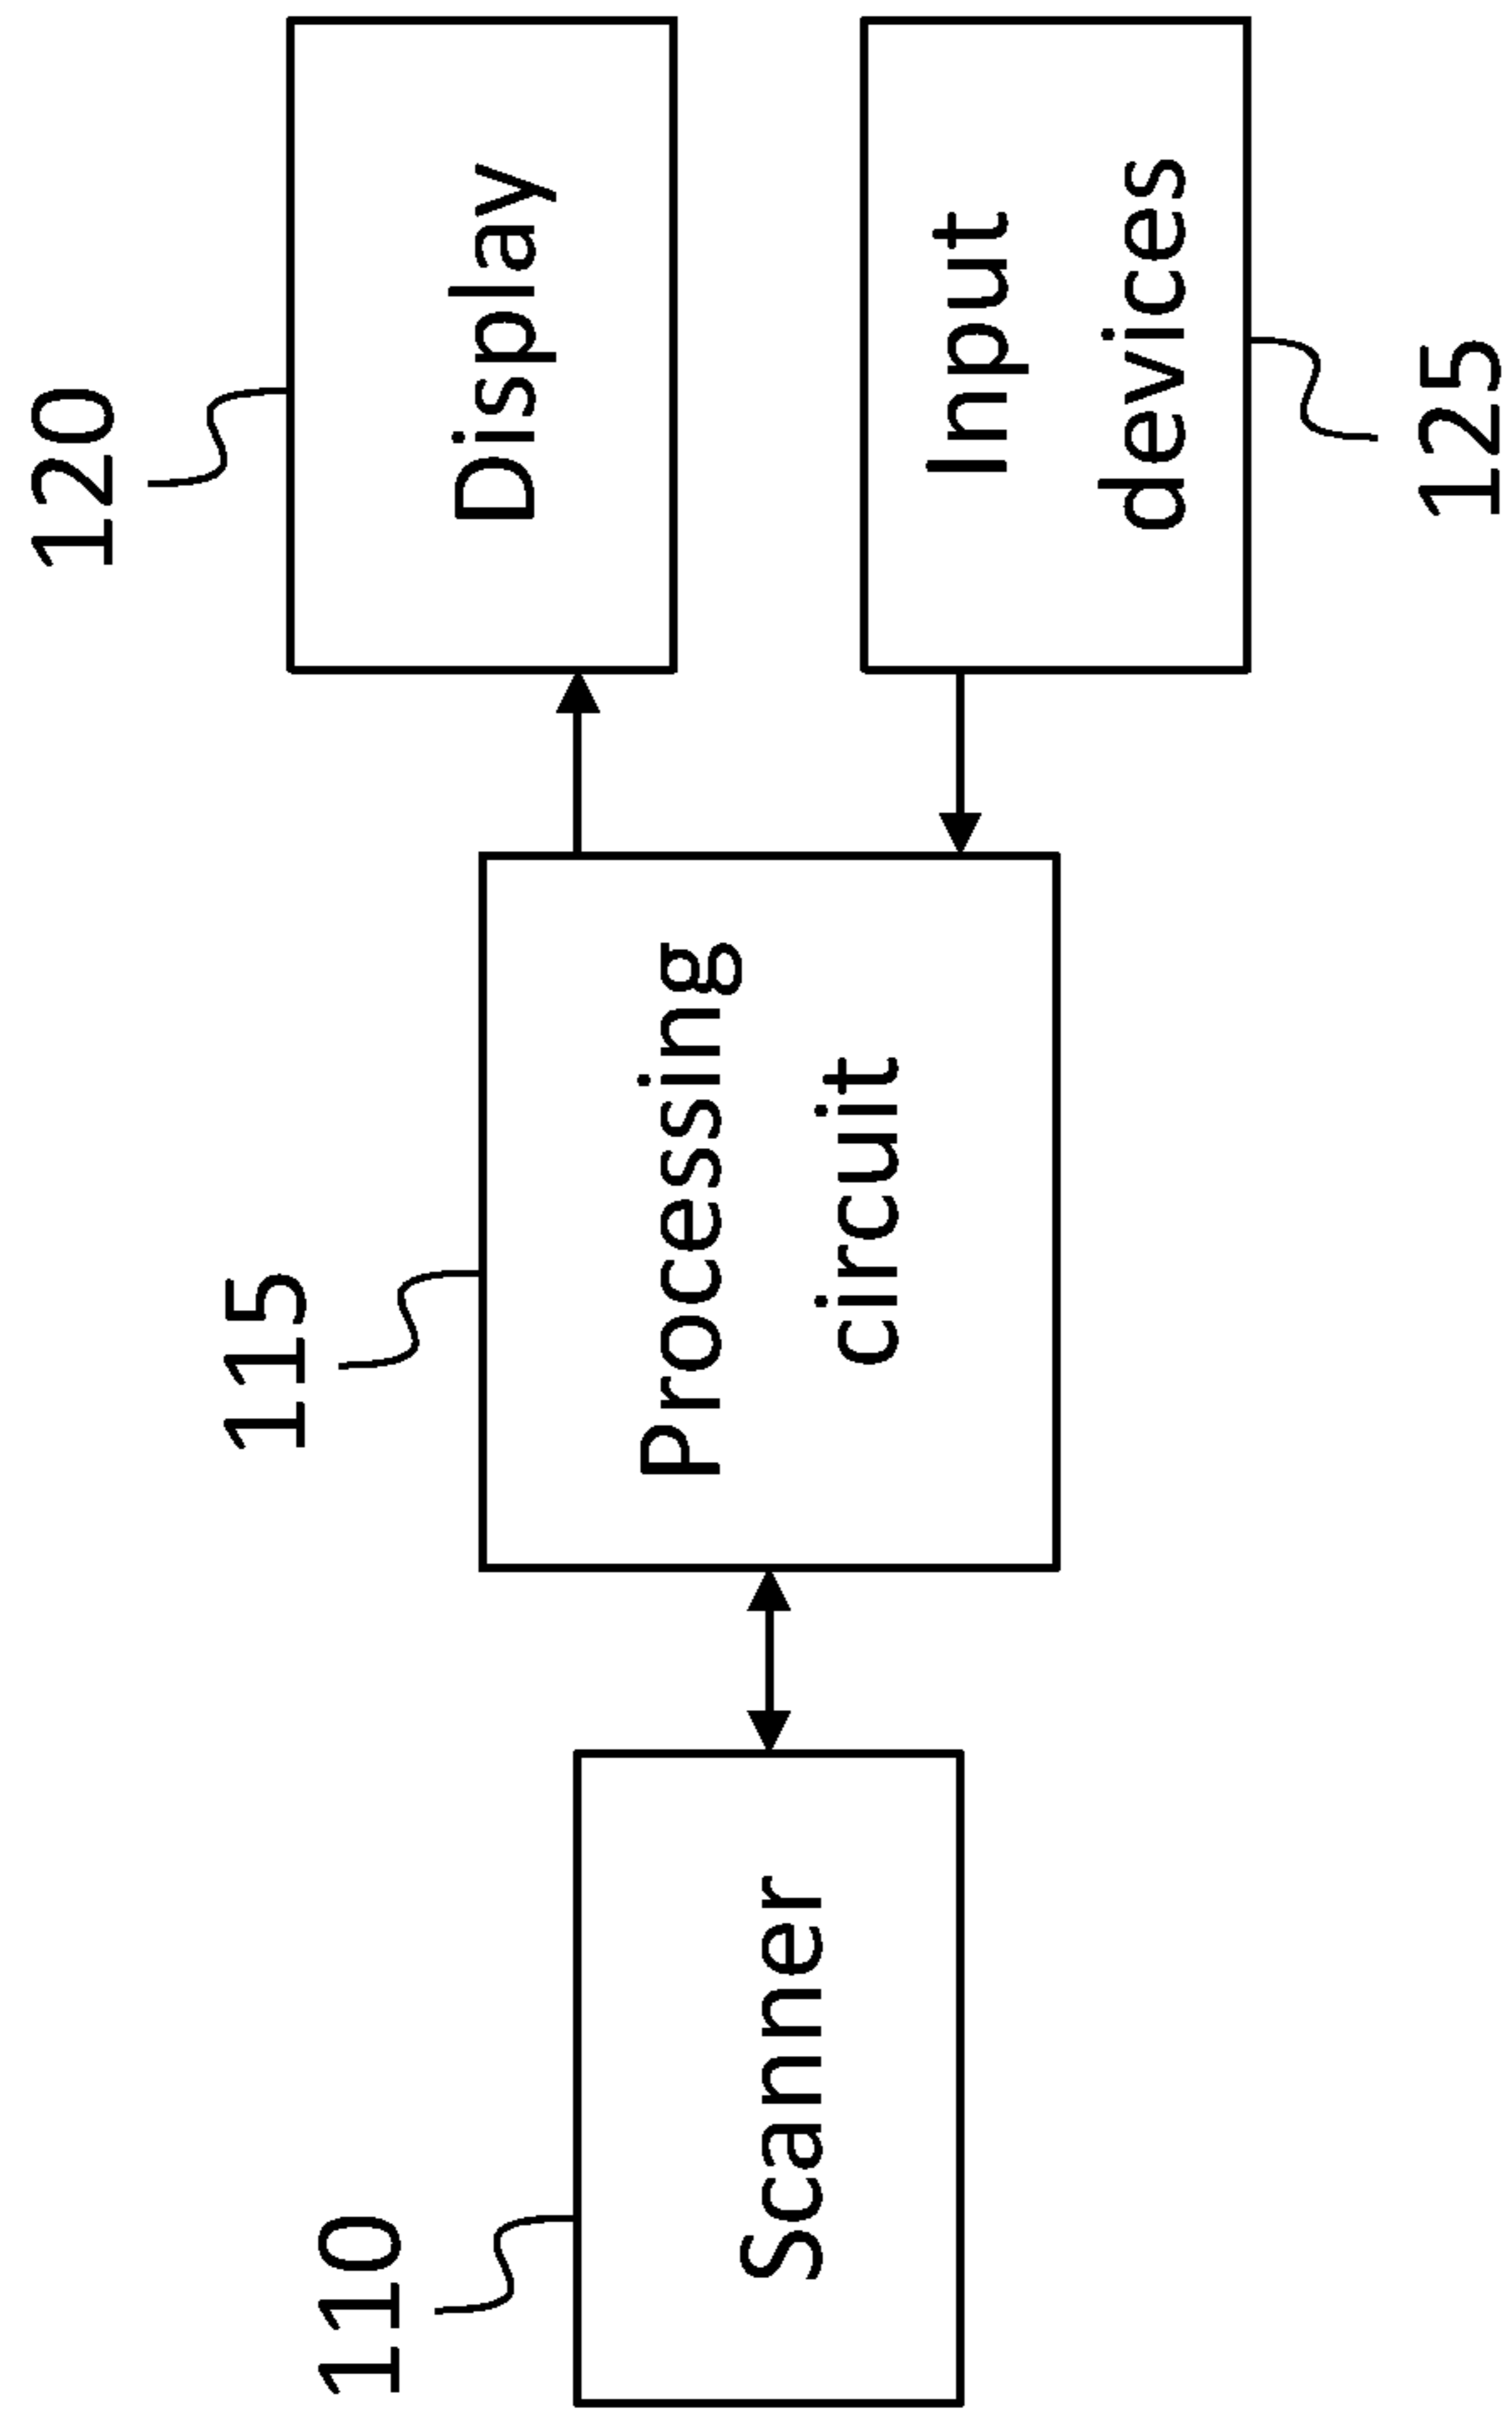 120
Display
115
Processing
circuit
110
Scanner
Input
devices
125